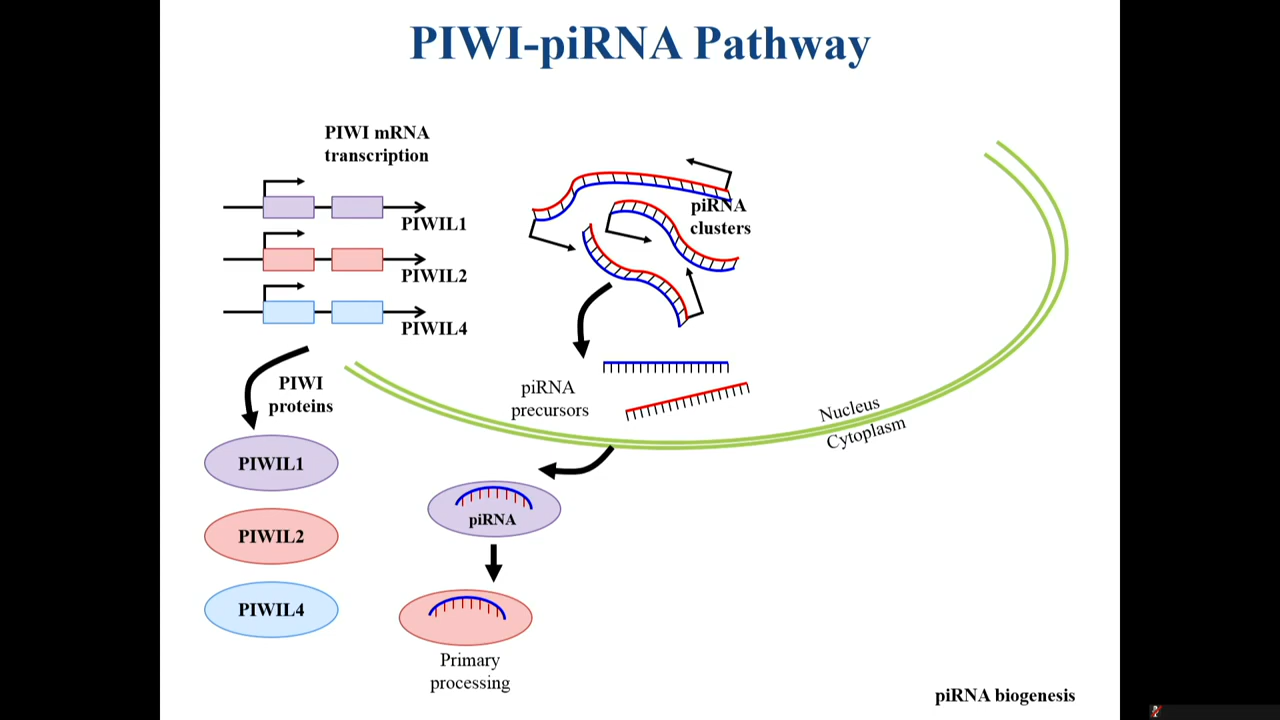 PIWI-piRNA Pathway
PIWI mRNA
transcription
PIWIL1
PIWIL2
PIWIL4
piRNA
clusters
PIWI
proteins
piRNA
precursors
Nucleus
Cytoplasm
PIWIL1
PIWIL2
PIWIL4
piRNA
Primary
processing
piRNA biogenesis